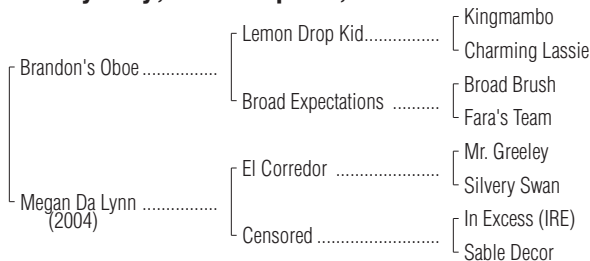 Kingmambo
Lemon Drop Kid................
Charming Lassie
Brandon's Oboe ................
Broad Brush
Broad Expectations ..........
Fara's Team
Mr. Greeley
El Corredor ......................
Silvery Swan
Megan Da Lynn ................
(2004)
In Excess (IRE)
Censored ..........................
Sable Decor